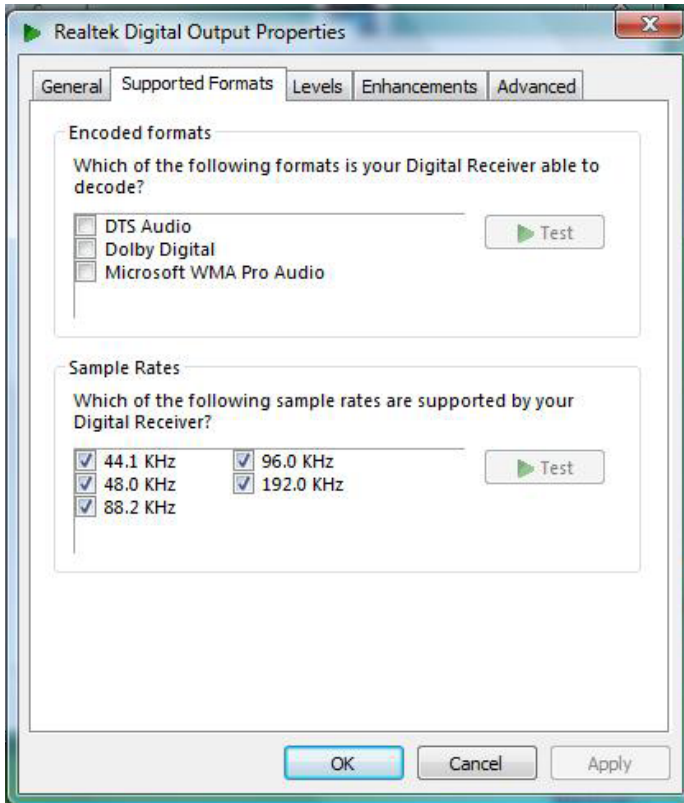 Realtek Digital Output Properties
General Supported Formats Levels Enhancements Advanced
Encoded formats
Which of the following formats is your Digital Receiver able to
decode?
DTS Audio
Dolby Digital
Microsoft WMA Pro Audio
Test
Sample Rates
Which of the following sample rates are supported by your
Digital Receiver?
44.1 KHz 96.0 KHz
48.0 KHz 192.0 KHz
88.2 KHz
Test
OK Cancel Apply